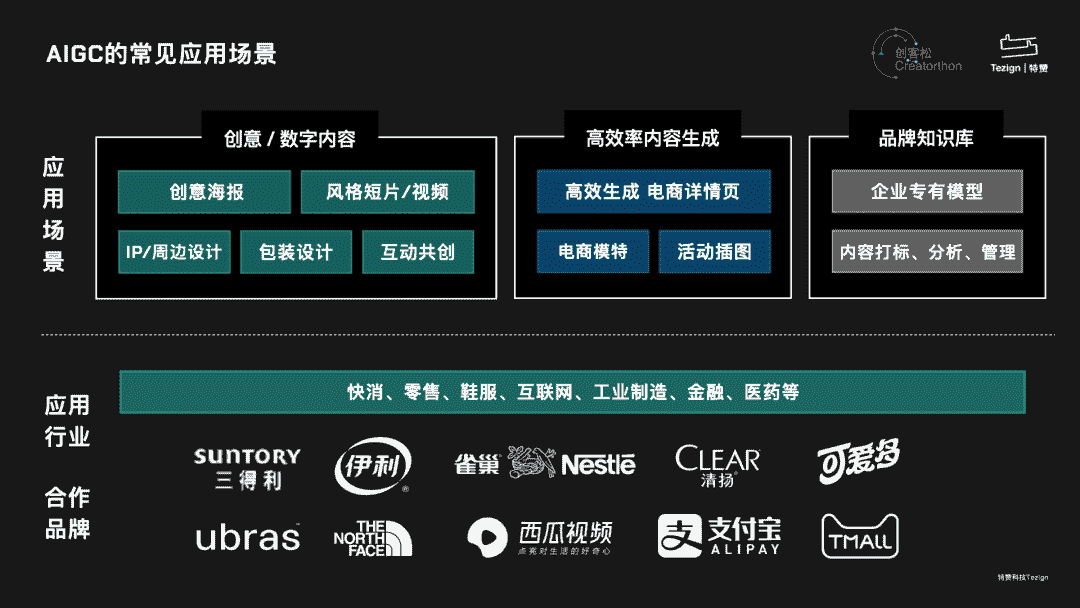 AIGC的常见应用场景
创客松
Creatorthon
Tezign | 特赞
应用场景
创意 / 数字内容
创意海报
风格短片/视频
IP/周边设计
包装设计
互动共创
高效率内容生成
高效生成 电商详情页
电商模特
活动插图
品牌知识库
企业专有模型
内容打标、分析、管理
应用
行业
快消、零售、鞋服、互联网、工业制造、金融、医药等
合作
品牌
SUNTORY
三得利
伊利
®
雀巢 Nestlé
CLEAR
清扬
可爱多
ubras
THE
NORTH
FACE
西瓜视频
点亮对生活的好奇心
支付宝
ALIPAY
TMALL
特赞科技Tezign